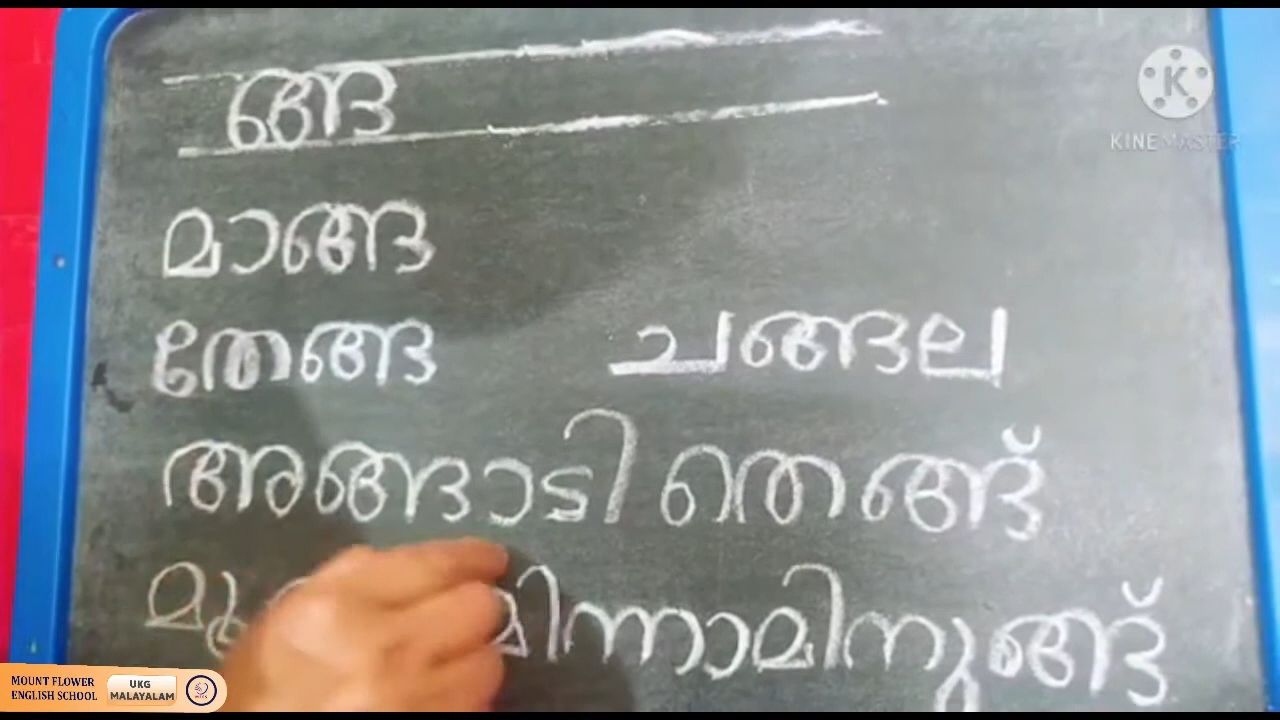 ങ്ങ
മാങ്ങ
തേങ്ങ ചങ്ങല
അങ്ങാടി തെങ്ങ്
മിന്നാമിനുങ്ങ്
KINEMASTER
MOUNT FLOWER
ENGLISH SCHOOL
UKG
MALAYALAM